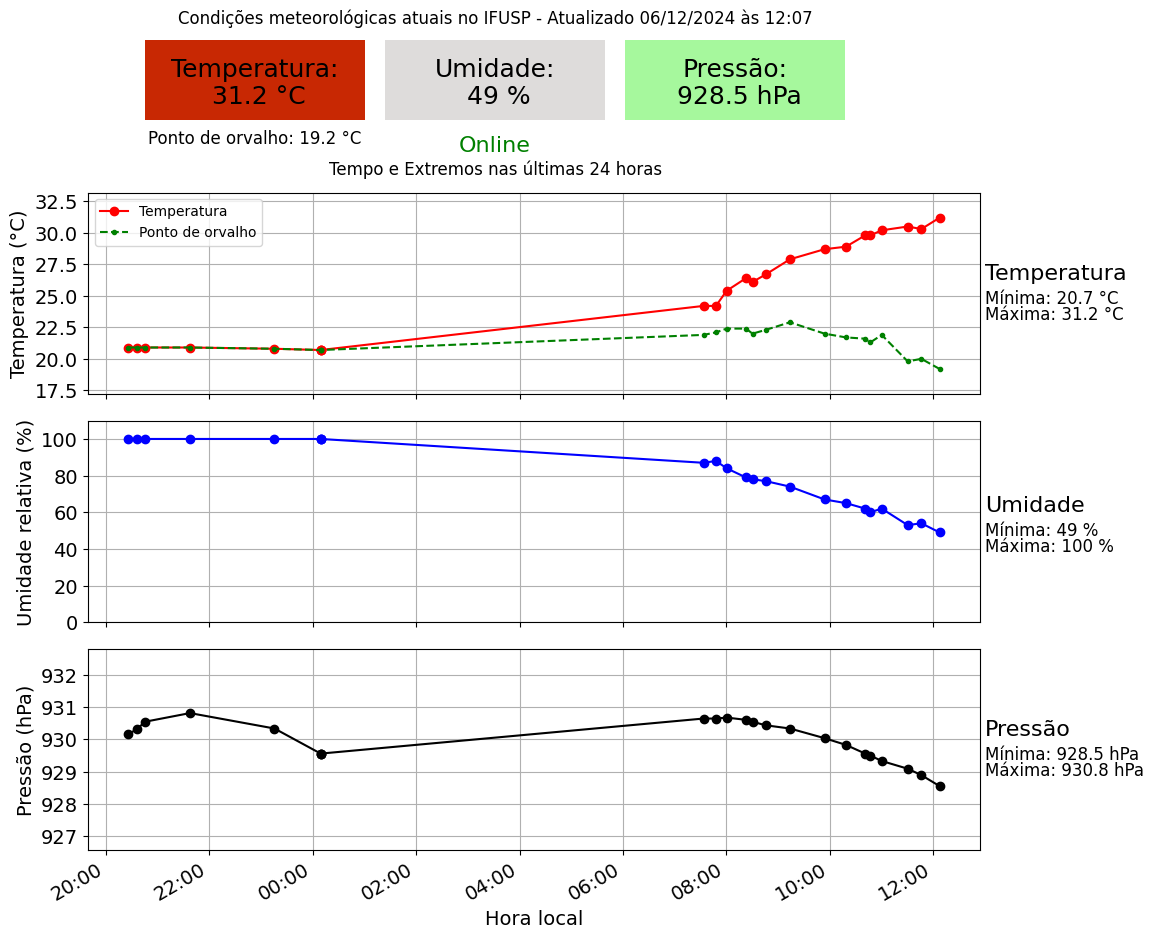 Condições meteorológicas atuais no IFUSP - Atualizado 06/12/2024 às 12:07
Temperatura:
31.2 °C
Umidade:
49 %
Pressão:
928.5 hPa
Ponto de orvalho: 19.2 °C
Online
Tempo e Extremos nas últimas 24 horas
Temperatura (°C)
32.5
30.0
27.5
25.0
22.5
20.0
17.5
Temperatura
Ponto de orvalho
Temperatura
Mínima: 20.7 °C
Máxima: 31.2 °C
Umidade relativa (%)
100
80
60
40
20
0
Umidade
Mínima: 49 %
Máxima: 100 %
Pressão (hPa)
932
931
930
929
928
927
Pressão
Mínima: 928.5 hPa
Máxima: 930.8 hPa
20:00
22:00
00:00
02:00
04:00
06:00
08:00
10:00
12:00
Hora local